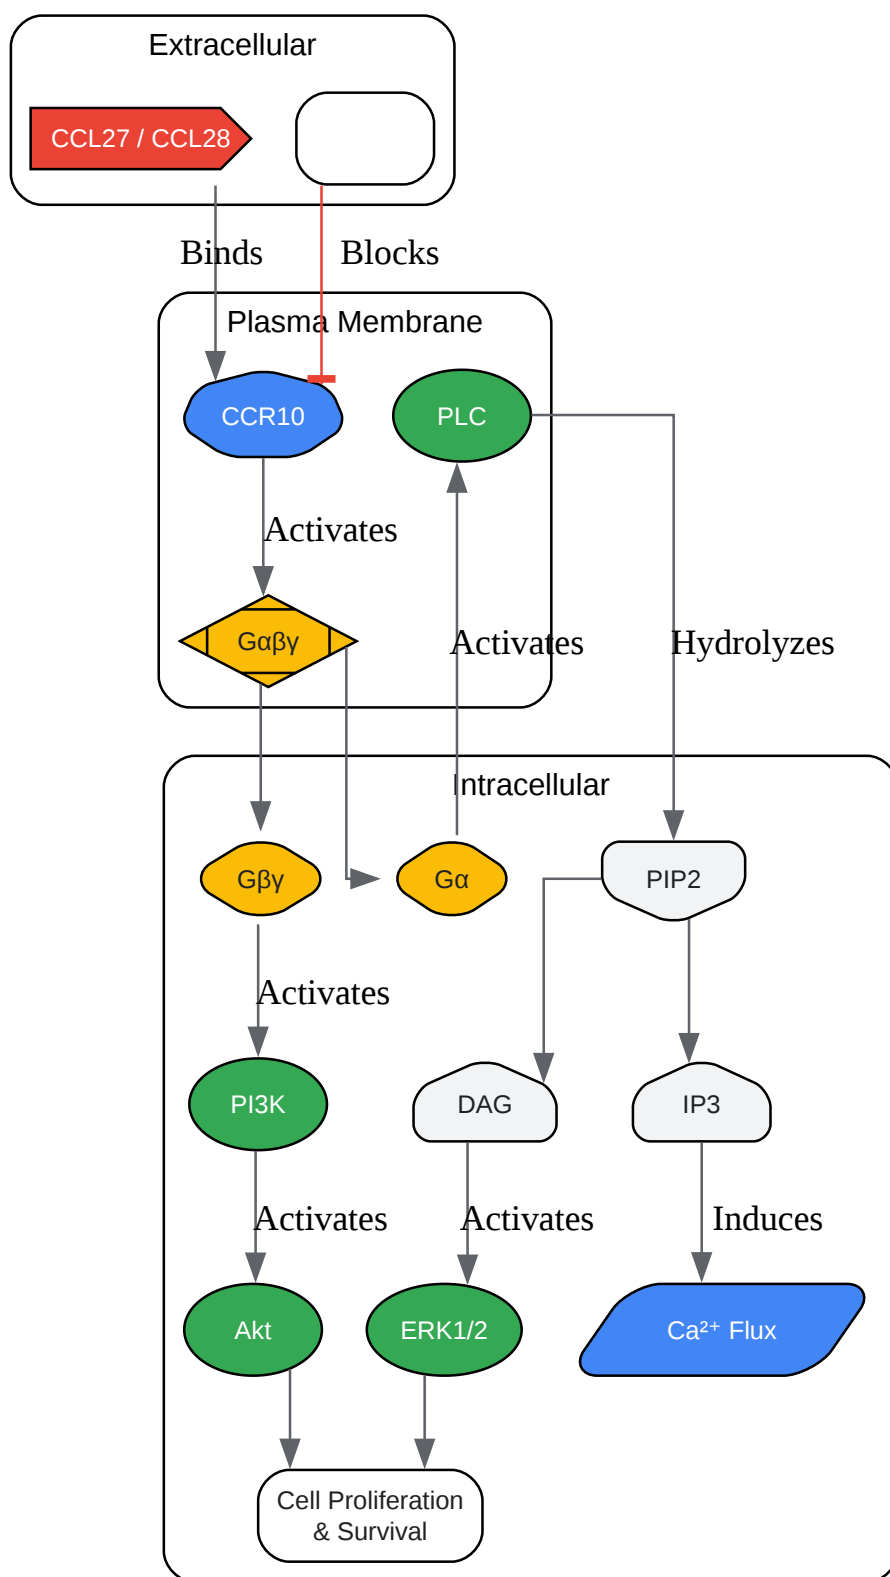 Extracellular
CCL27 / CCL28
Binds
Blocks
Plasma Membrane
CCR10
PLC
Activates
Gαβγ
Activates
Hydrolyzes
Intracellular
Gβγ
Gα
PIP2
Activates
PI3K
DAG
IP3
Activates
Activates
Induces
Akt
ERK1/2
Ca²⁺ Flux
Cell Proliferation
& Survival